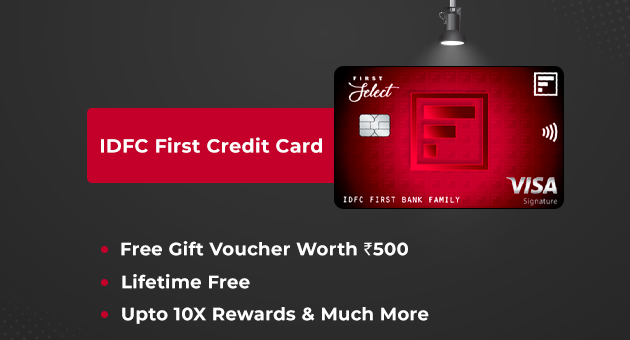 FIRST
Select
IDFC First Credit Card
IDFC FIRST BANK FAMILY
VISA
Signature
Free Gift Voucher Worth ₹500
Lifetime Free
Upto 10X Rewards & Much More